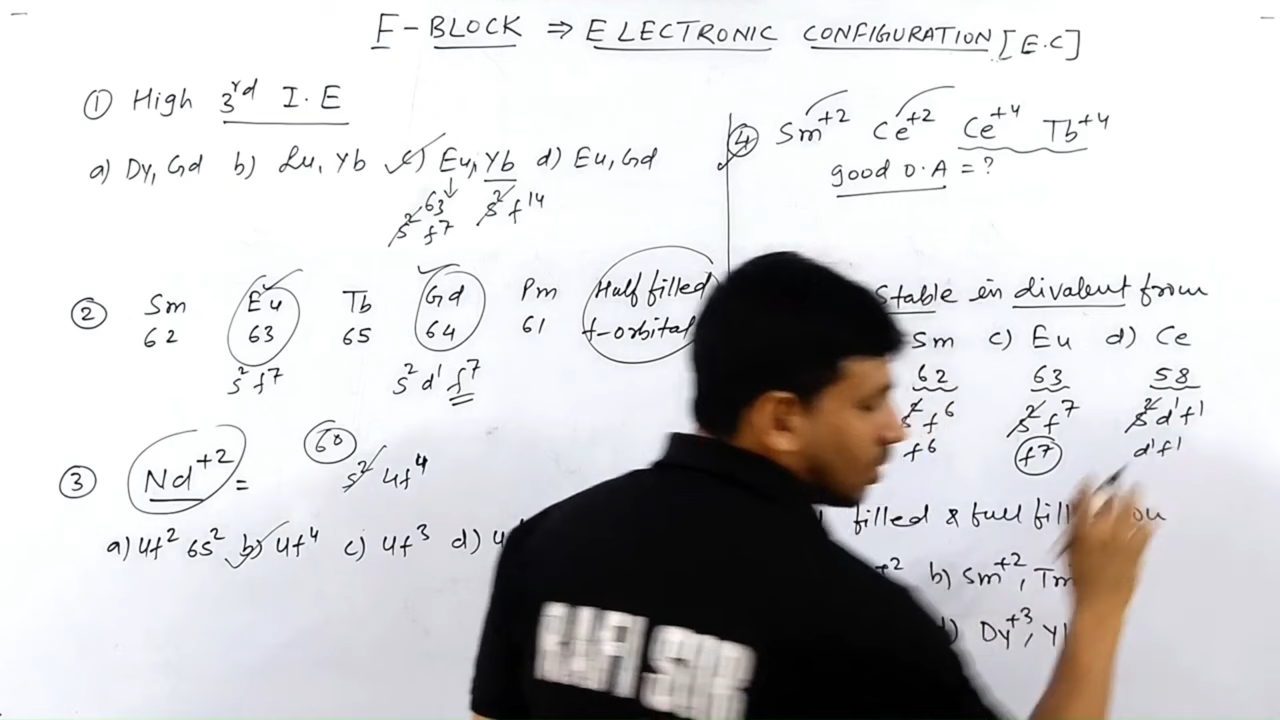 F-BLOCK ⇒ ELECTRONIC CONFIGURATION [E.C]
① High 3rd I.E
a) Dy, Gd b) Lu, Yb c) Eu, Yb d) Eu, Gd
63
s² f⁷ s² f¹⁴
② Sm Eu Tb Gd Pm Half filled
62 63 65 64 61 f-orbital
s² f⁷ s² d¹ f⁷
③ Nd⁺² = 60 s² 4f⁴
a) 4f² 6s² b) 4f⁴ c) 4f³ d)
④ Sm⁺² Ce⁺² Ce⁺⁴ Tb⁺⁴
good O.A = ?
Stable in divalent from
Sm c) Eu d) Ce
62 63 58
s² f⁶ s² f⁷ s² d¹ f¹
f⁶ f⁷ d¹ f¹
filled & full
b) Sm⁺², Tm
Dy⁺³,
RAFI SIR